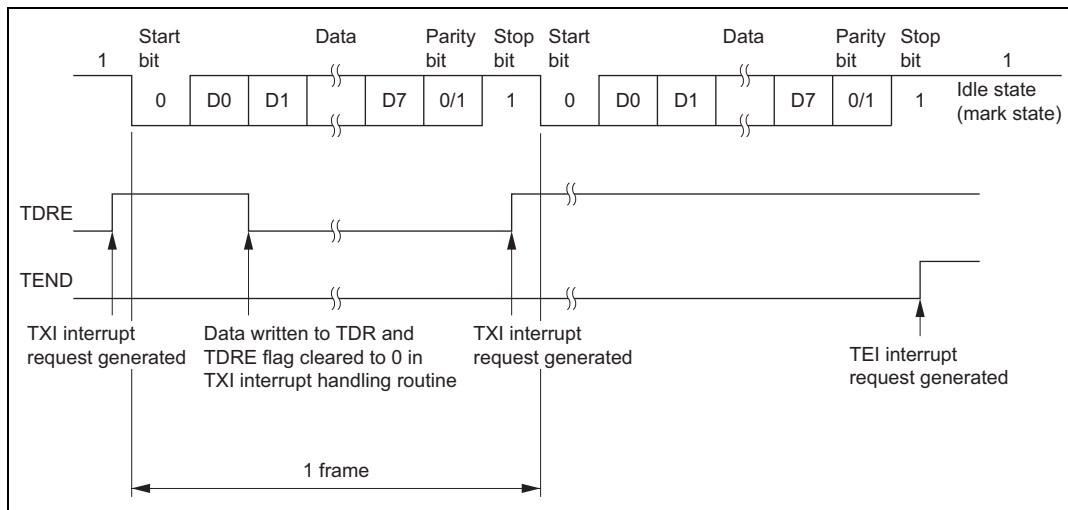 Start bit
Data
Parity bit
Stop bit
Start bit
Data
Parity bit
Stop bit
1
1
0
D0
D1
D7
0/1
1
0
D0
D1
D7
0/1
1
Idle state
(mark state)
TDRE
TEND
TXI interrupt
request generated
Data written to TDR and
TDRE flag cleared to 0 in
TXI interrupt handling routine
TXI interrupt
request generated
TEI interrupt
request generated
1 frame